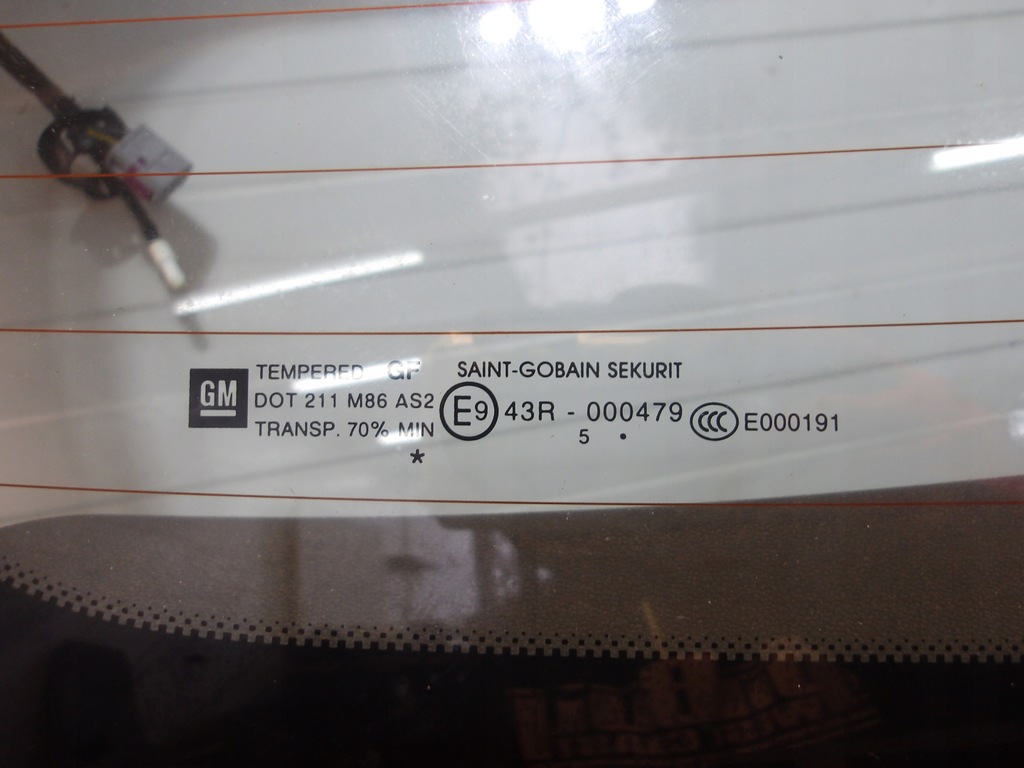 GM
TEMPERED GF
DOT 211 M86 AS2
TRANSP. 70% MIN
*
SAINT-GOBAIN SEKURIT
E9 43R - 000479
5 .
CCC E000191